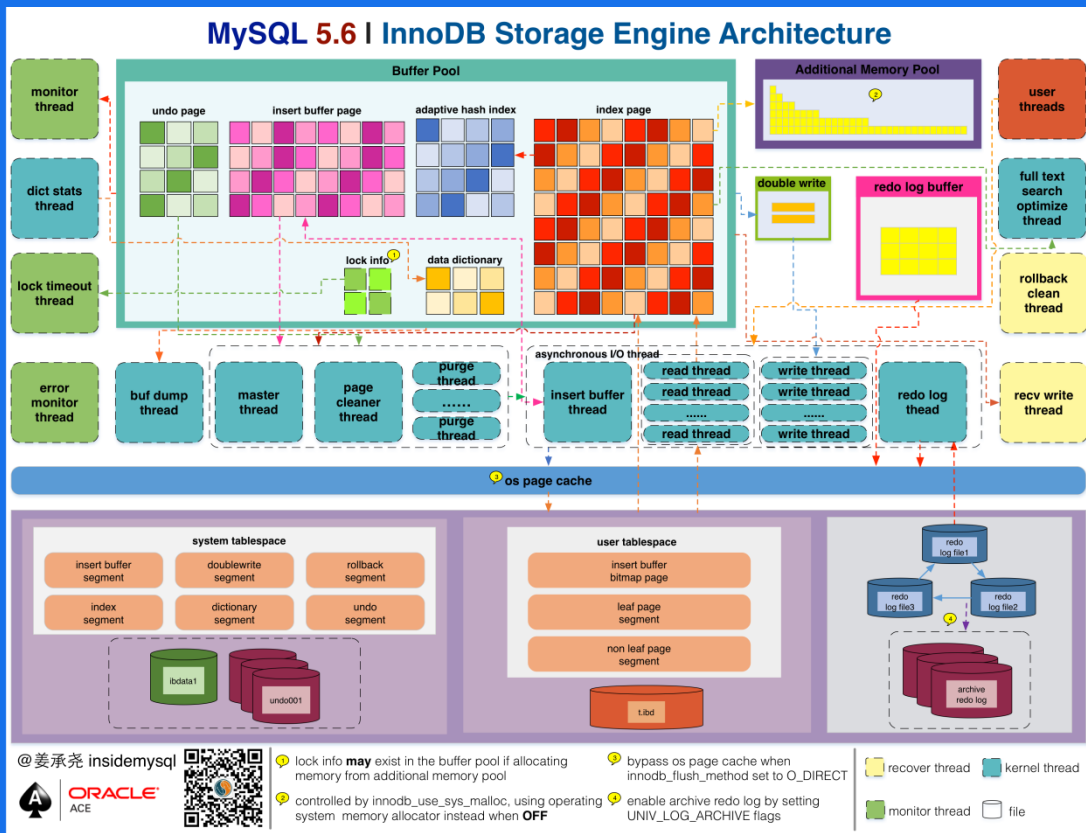 MySQL 5.6 | InnoDB Storage Engine Architecture
Buffer Pool
Additional Memory Pool
monitor
thread
undo page
insert buffer page
adaptive hash index
index page
2
user
threads
dict stats
thread
double write
redo log buffer
full text
search
optimize
thread
lock info
1
data dictionary
lock timeout
thread
rollback
clean
thread
asynchronous I/O thread
error
monitor
thread
buf dump
thread
master
thread
page
cleaner
thread
purge
thread
......
purge
thread
insert buffer
thread
read thread
read thread
......
read thread
write thread
write thread
......
write thread
redo log
thead
recv write
thread
3
os page cache
system tablespace
insert buffer
segment
doublewrite
segment
rollback
segment
index
segment
dictionary
segment
undo
segment
ibdata1
undo001
user tablespace
insert buffer
bitmap page
leaf page
segment
non leaf page
segment
t.ibd
redo
log file1
redo
log file3
redo
log file2
4
archive
redo log
@姜承尧 insidemysql
ORACLE®
ACE
A
1 lock info may exist in the buffer pool if allocating
memory from additional memory pool
2 controlled by innodb_use_sys_malloc, using operating
system memory allocator instead when OFF
3 bypass os page cache when
innodb_flush_method set to O_DIRECT
4 enable archive redo log by setting
UNIV_LOG_ARCHIVE flags
recover thread
kernel thread
monitor thread
file